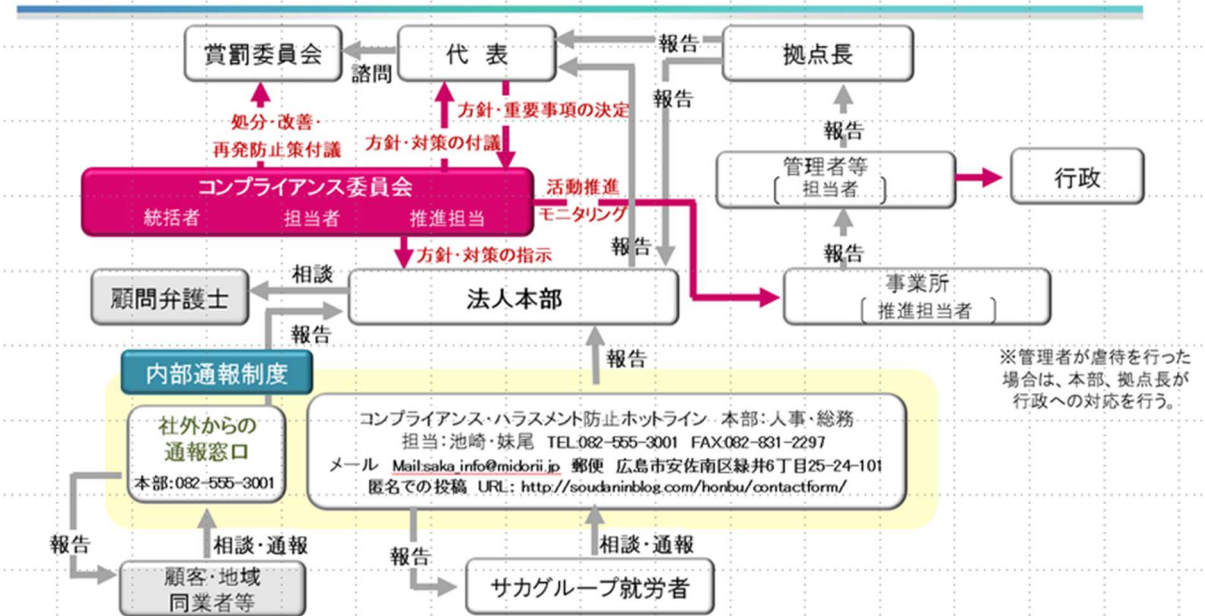 賞罰委員会
諮問
代 表
報告
拠点長
報告
処分・改善・
再発防止策付議
方針・対策の付議
方針・重要事項の決定
報告
管理者等
担当者
行政
コンプライアンス委員会
統括者 担当者 推進担当
活動推進
モニタリング
報告
報告
方針・対策の指示
顧問弁護士
相談
法人本部
事業所
推進担当者
報告
報告
内部通報制度
※管理者が虐待を行った
場合は、本部、拠点長が
行政への対応を行う。
社外からの
通報窓口
本部:082-555-3001
コンプライアンス・ハラスメント防止ホットライン 本部:人事・総務
担当:池崎・妹尾 TEL:082-555-3001 FAX:082-831-2297
メール Mail:saka_info@midorii.jp 郵便 広島市安佐南区緑井6丁目25-24-101
匿名での投稿 URL: http://soudaninblog.com/honbu/contactform/
報告
相談・通報
報告
相談・通報
顧客・地域
同業者等
サカグループ就労者